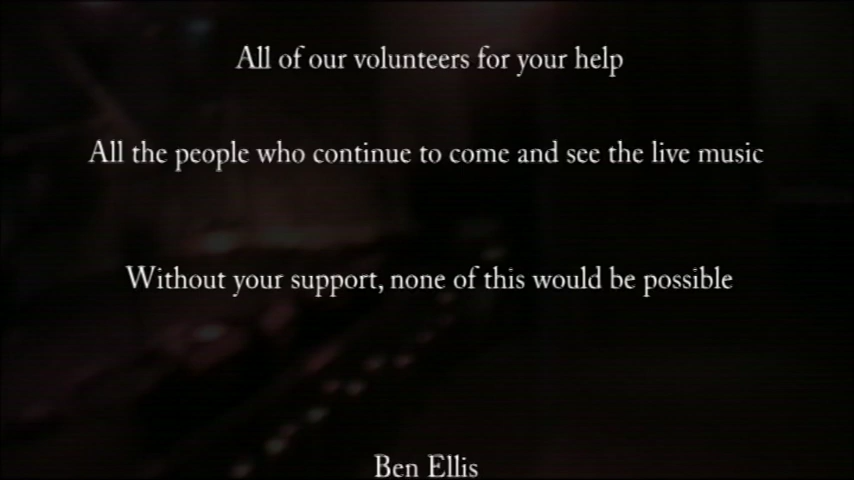 All of our volunteers for your help
All the people who continue to come and see the live music
Without your support, none of this would be possible
Ben Ellis